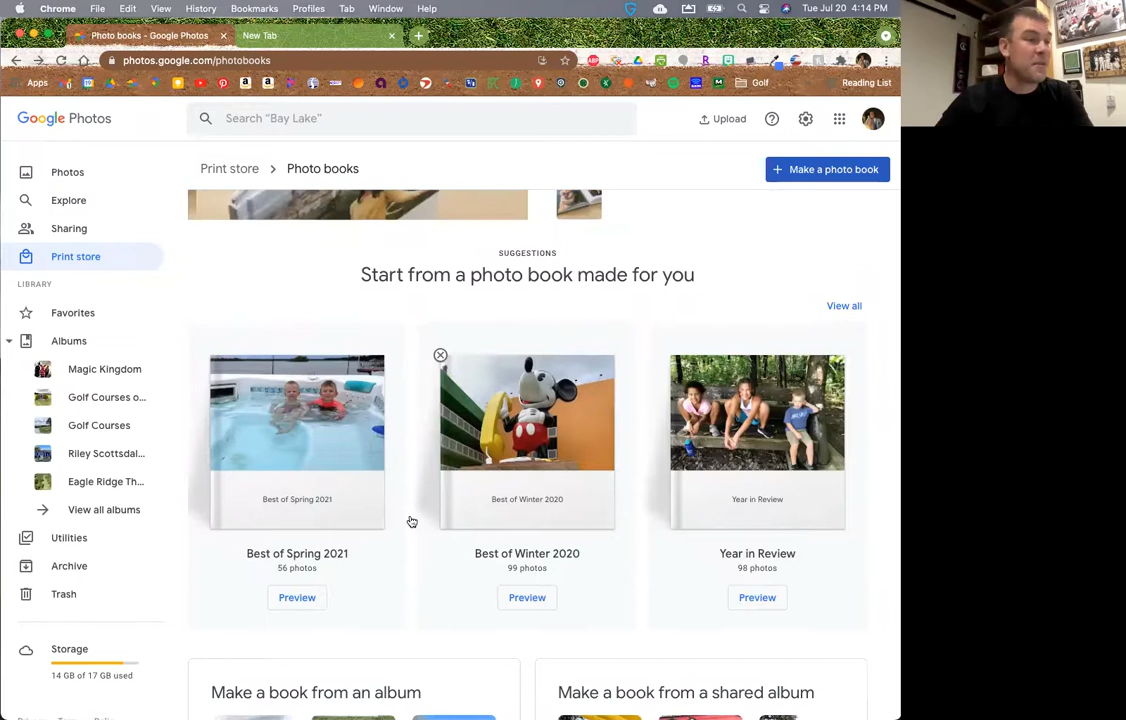 Chrome File Edit View History Bookmarks Profiles Tab Window Help Tue Jul 20 4:14 PM
Photo books - Google Photos New Tab
photos.google.com/photobooks
Apps Golf Reading List
Google Photos Search “Bay Lake” Upload
Print store Photo books Make a photo book
Photos
Explore
Sharing
Print store
LIBRARY
Favorites
Albums
Magic Kingdom
Golf Courses o...
Golf Courses
Riley Scottsdal...
Eagle Ridge Th...
View all albums
Utilities
Archive
Trash
Storage
14 GB of 17 GB used
SUGGESTIONS
Start from a photo book made for you
View all
Best of Spring 2021
Best of Spring 2021
56 photos
Preview
Best of Winter 2020
Best of Winter 2020
99 photos
Preview
Year in Review
Year in Review
98 photos
Preview
Make a book from an album
Make a book from a shared album